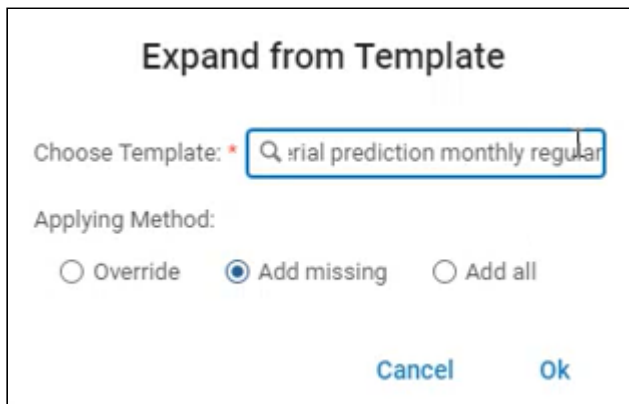 Expand from Template
Choose Template: * erial prediction monthly regular
Applying Method:
Override Add missing Add all
Cancel Ok